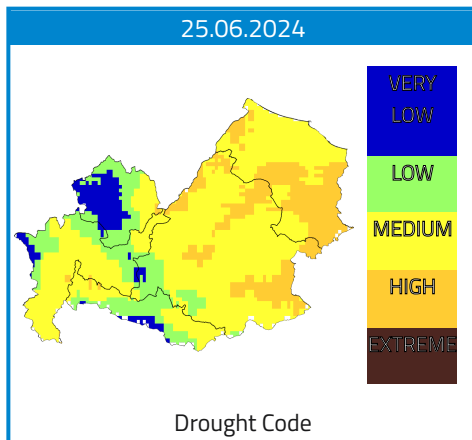 25.06.2024
VERY
LOW
LOW
MEDIUM
HIGH
EXTREME
Drought Code